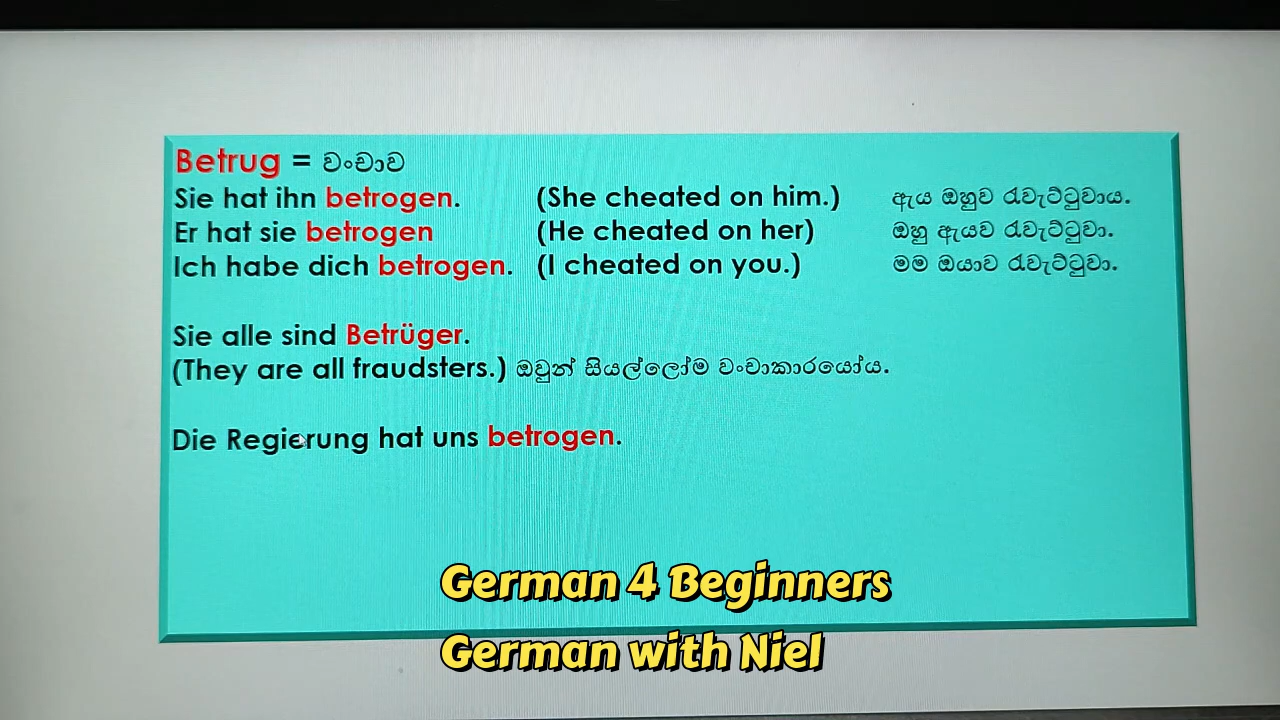 Betrug = වංචාව
Sie hat ihn betrogen. (She cheated on him.) ඇය ඔහුව රැවැට්ටුවාය.
Er hat sie betrogen (He cheated on her) ඔහු ඇයව රැවැට්ටුවා.
Ich habe dich betrogen. (I cheated on you.) මම ඔයාව රැවැට්ටුවා.
Sie alle sind Betrüger.
(They are all fraudsters.) ඔවුන් සියල්ලෝම වංචාකාරයෝය.
Die Regierung hat uns betrogen.
German 4 Beginners
German with Niel